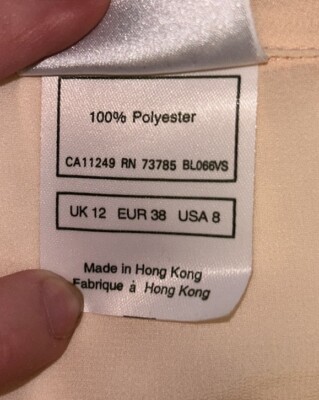 100% Polyester
CA11249 RN 73785 BL066VS
UK 12 EUR 38 USA 8
Made in Hong Kong
Fabrique à Hong Kong